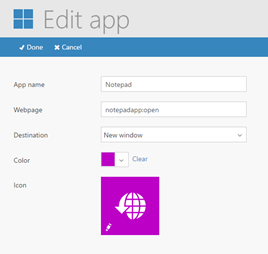 Edit app
Done Cancel
App name Notepad
Webpage notepadapp:open
Destination New window
Color Clear
Icon